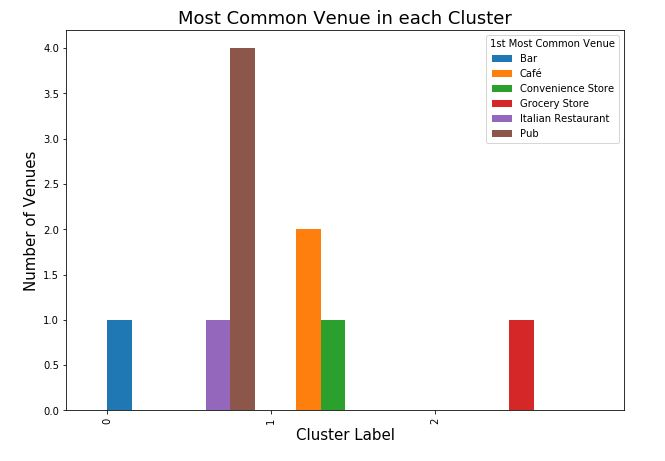 Most Common Venue in each Cluster
4.0
3.5
3.0
2.5
2.0
1.5
1.0
0.5
0.0
Number of Venues
1st Most Common Venue
Bar
Café
Convenience Store
Grocery Store
Italian Restaurant
Pub
0
1
2
Cluster Label